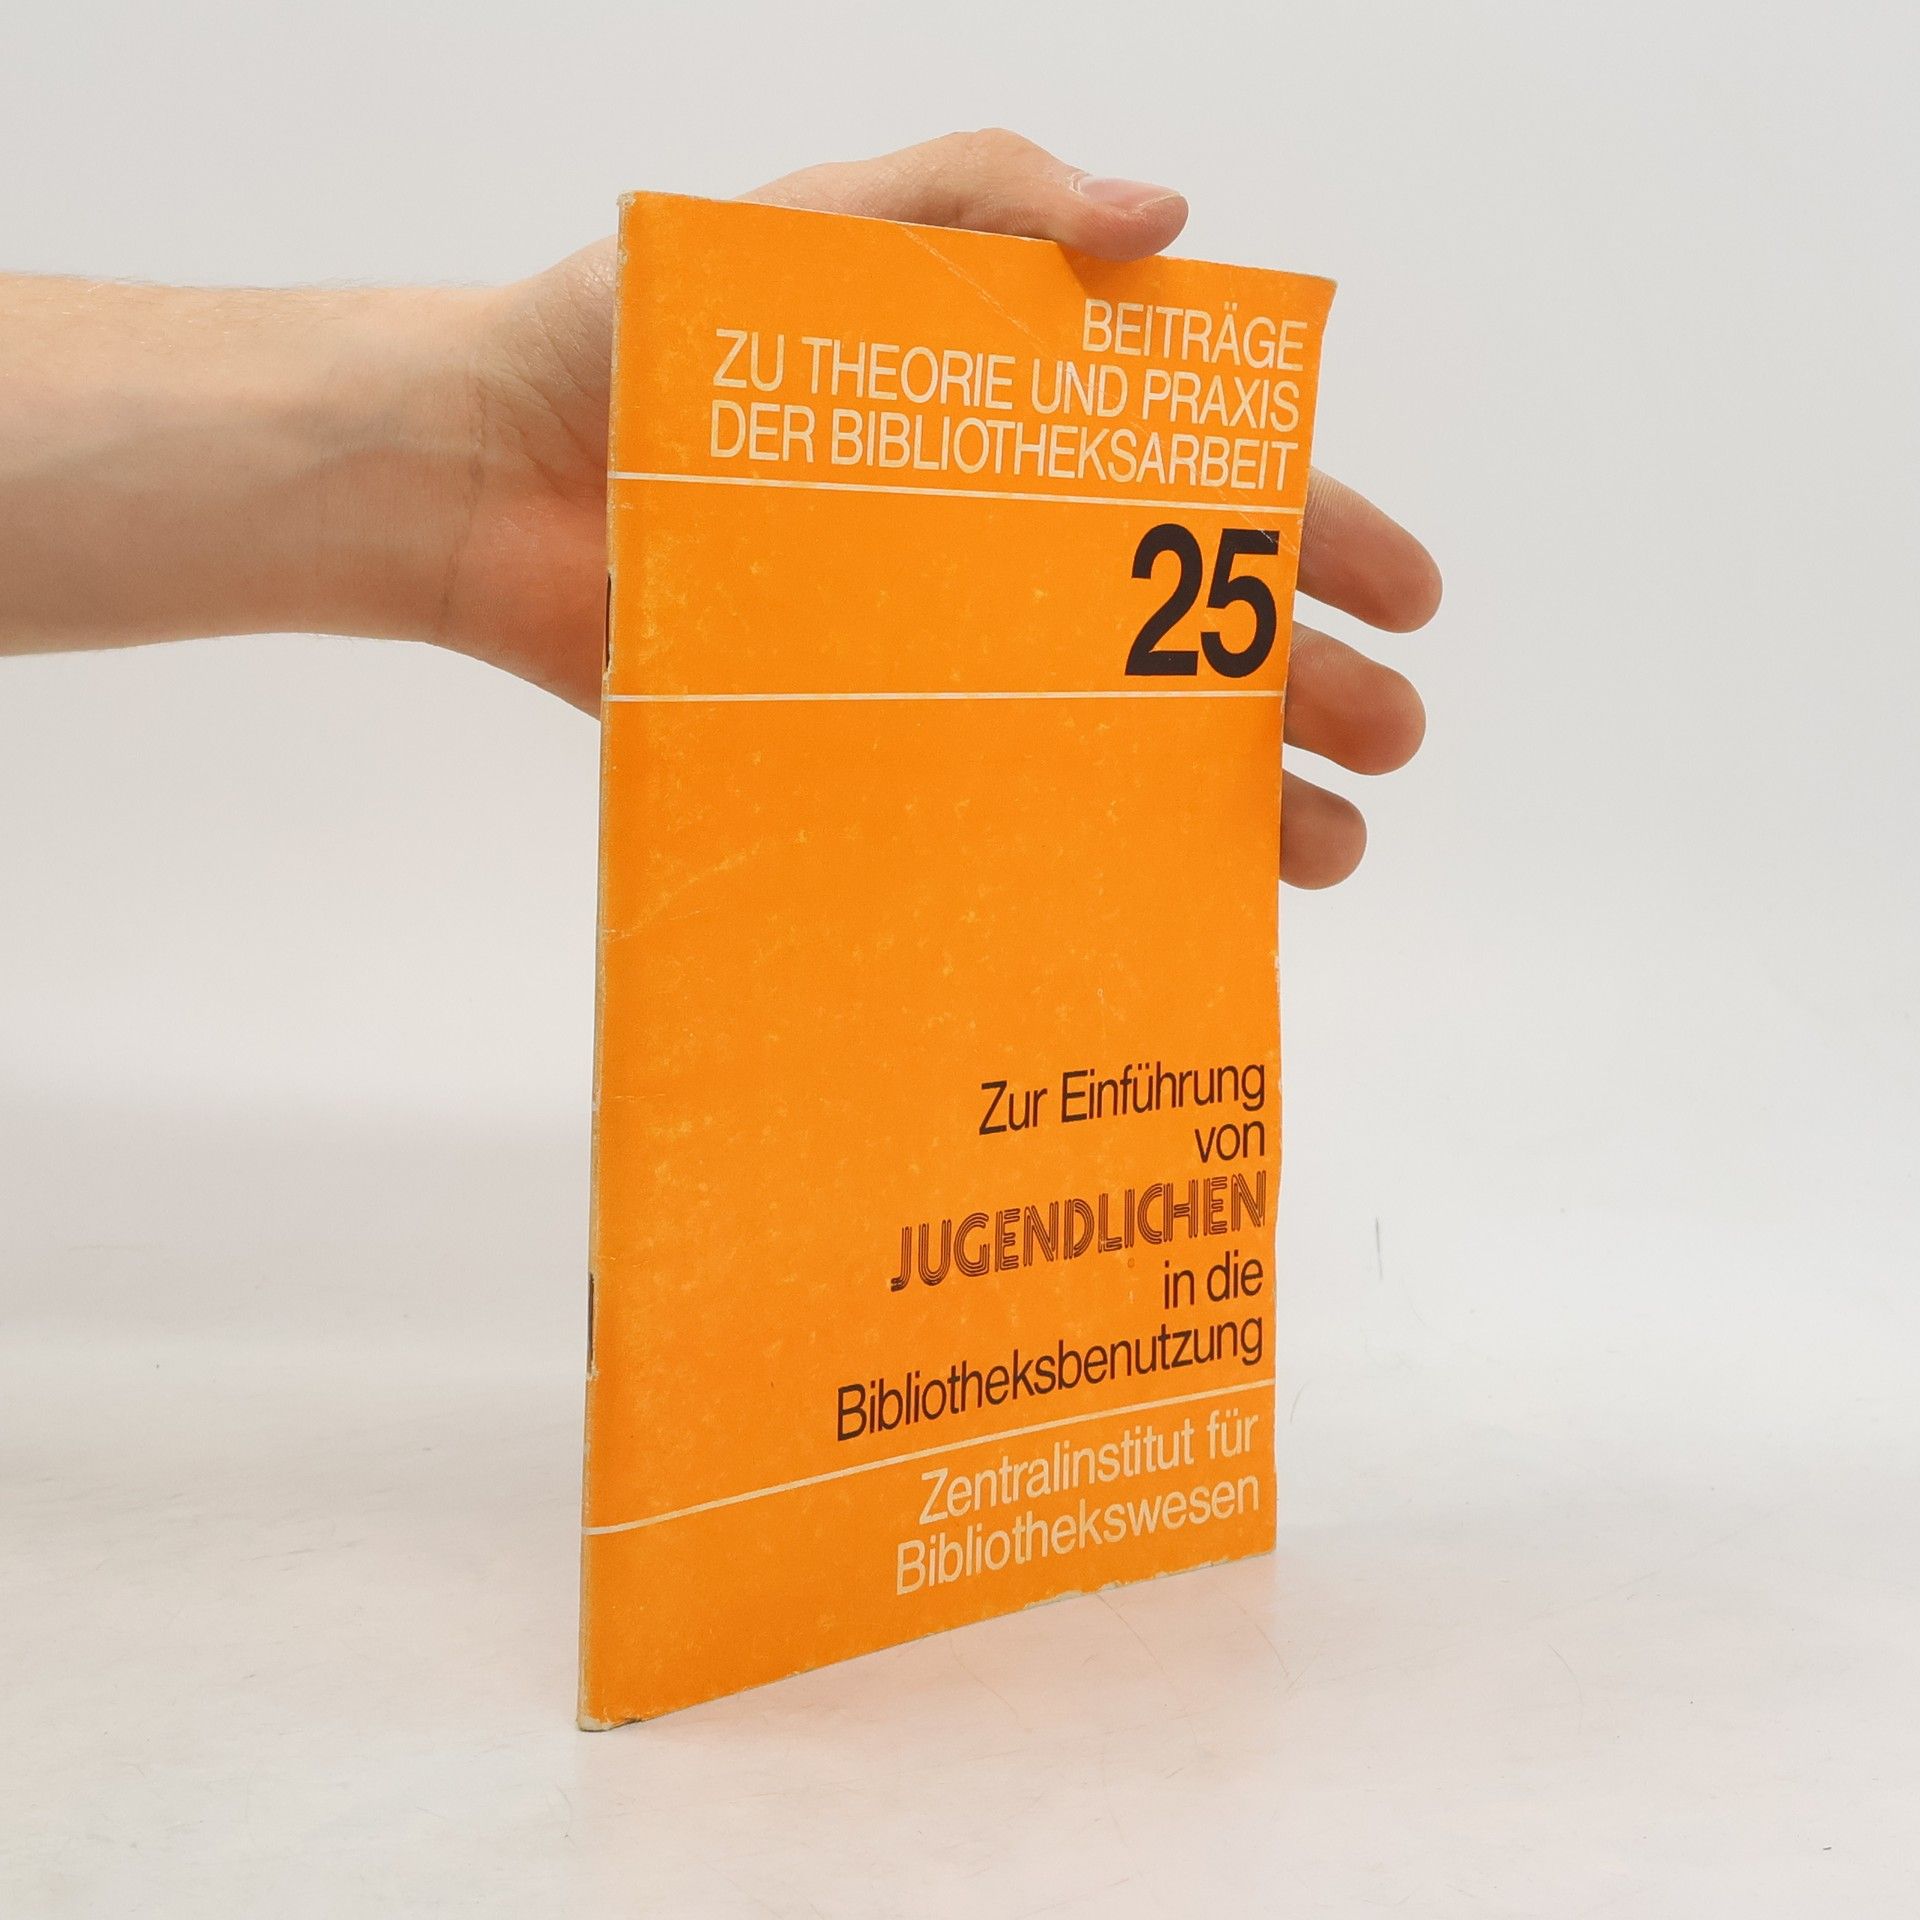 BEITRÄGE
ZU THEORIE UND PRAXIS
DER BIBLIOTHEKSARBEIT
25
Zur Einführung
von
JUGENDLICHEN
in die
Bibliotheksbenutzung
Zentralinstitut für
Bibliothekswesen